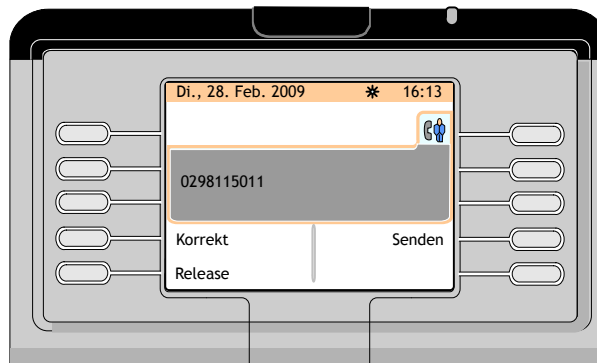 Di., 28. Feb. 2009 16:13
0298115011
Korrekt Senden
Release